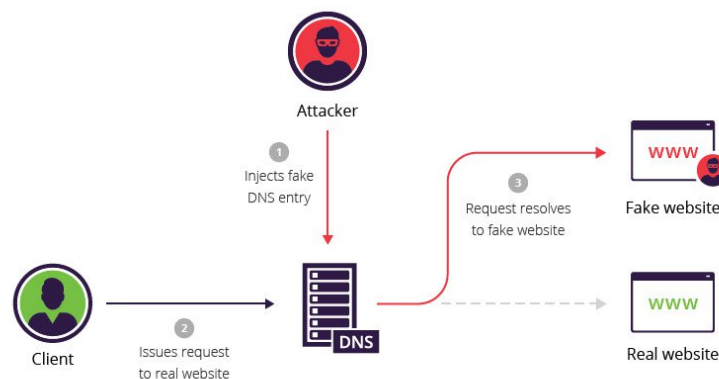 Attacker
1
Injects fake
DNS entry
www
3
Request resolves
to fake website
Fake website
DNS
www
Client
2
Issues request
to real website
Real website